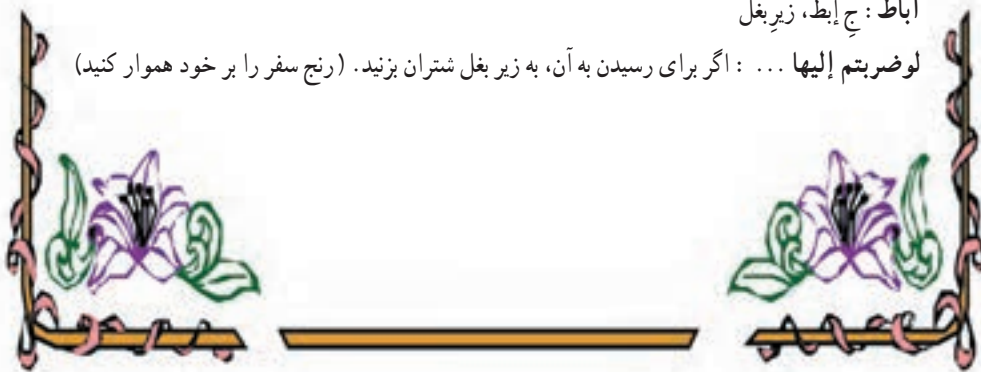 آباط : جِ إبط، زیرِبغل
لوضربتم إلیها ... : اگر برای رسیدن به آن، به زیر بغل شتران بزنید. (رنج سفر را بر خود هموار کنید)